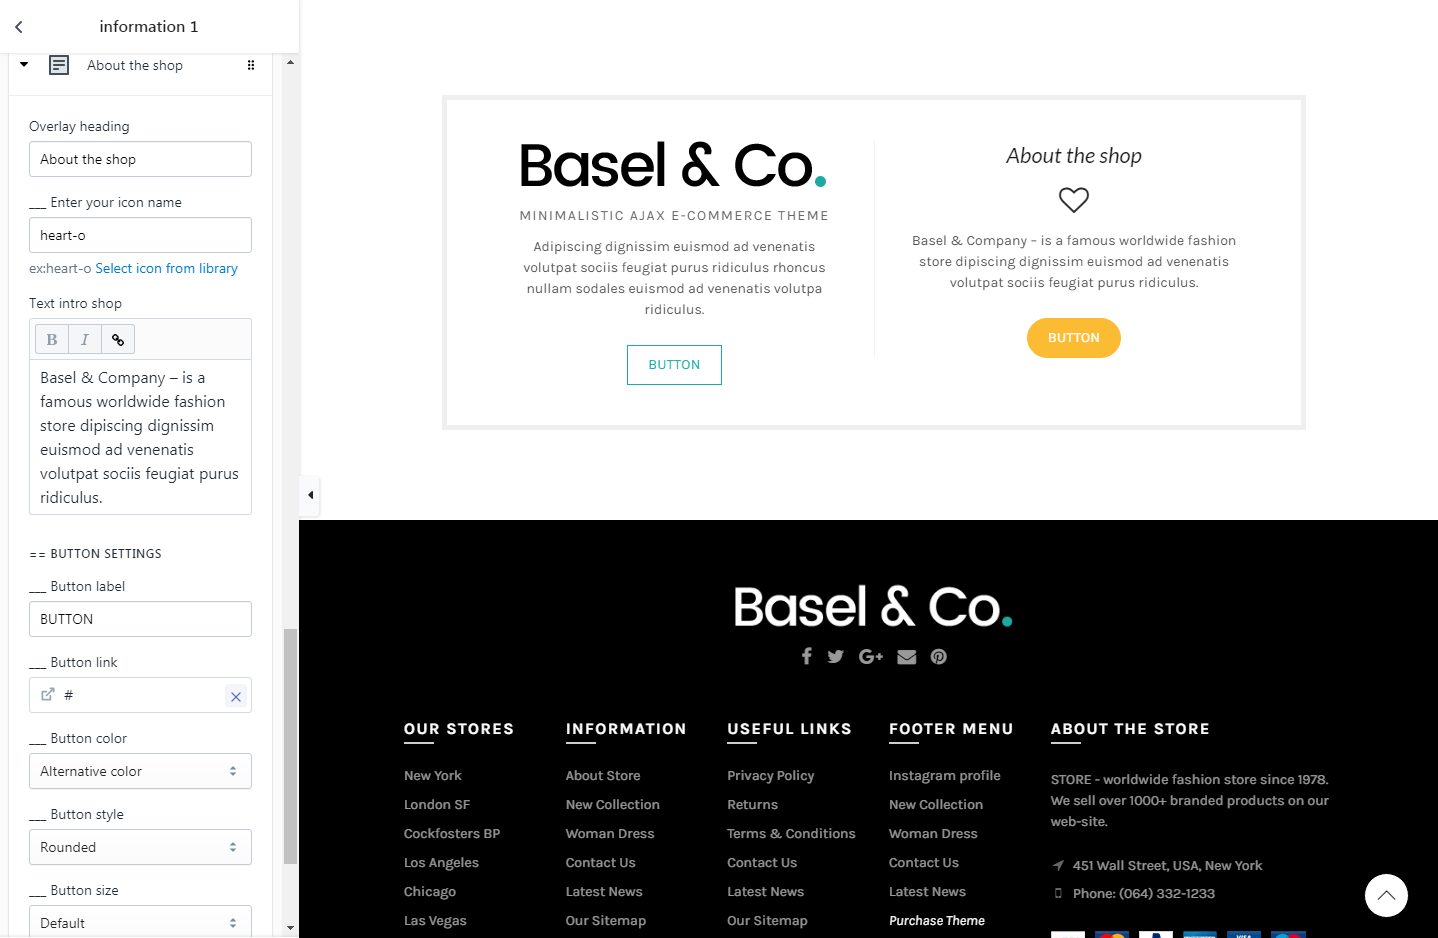 information 1
About the shop
Overlay heading
About the shop
___ Enter your icon name
heart-o
ex:heart-o Select icon from library
Text intro shop
B I
Basel & Company – is a
famous worldwide fashion
store dipiscing dignissim
euismod ad venenatis
volutpat sociis feugiat purus
ridiculus.
== BUTTON SETTINGS
___ Button label
BUTTON
___ Button link
#
___ Button color
Alternative color
___ Button style
Rounded
___ Button size
Default
Basel & Co.
MINIMALISTIC AJAX E-COMMERCE THEME
Adipiscing dignissim euismod ad venenatis
volutpat sociis feugiat purus ridiculus rhoncus
nullam sodales euismod ad venenatis volutpa
ridiculus.
BUTTON
About the shop
Basel & Company – is a famous worldwide fashion
store dipiscing dignissim euismod ad venenatis
volutpat sociis feugiat purus ridiculus.
BUTTON
Basel & Co.
OUR STORES
New York
London SF
Cockfosters BP
Los Angeles
Chicago
Las Vegas
INFORMATION
About Store
New Collection
Woman Dress
Contact Us
Latest News
Our Sitemap
USEFUL LINKS
Privacy Policy
Returns
Terms & Conditions
Contact Us
Latest News
Our Sitemap
FOOTER MENU
Instagram profile
New Collection
Woman Dress
Contact Us
Latest News
Purchase Theme
ABOUT THE STORE
STORE - worldwide fashion store since 1978.
We sell over 1000+ branded products on our
web-site.
451 Wall Street, USA, New York
Phone: (064) 332-1233